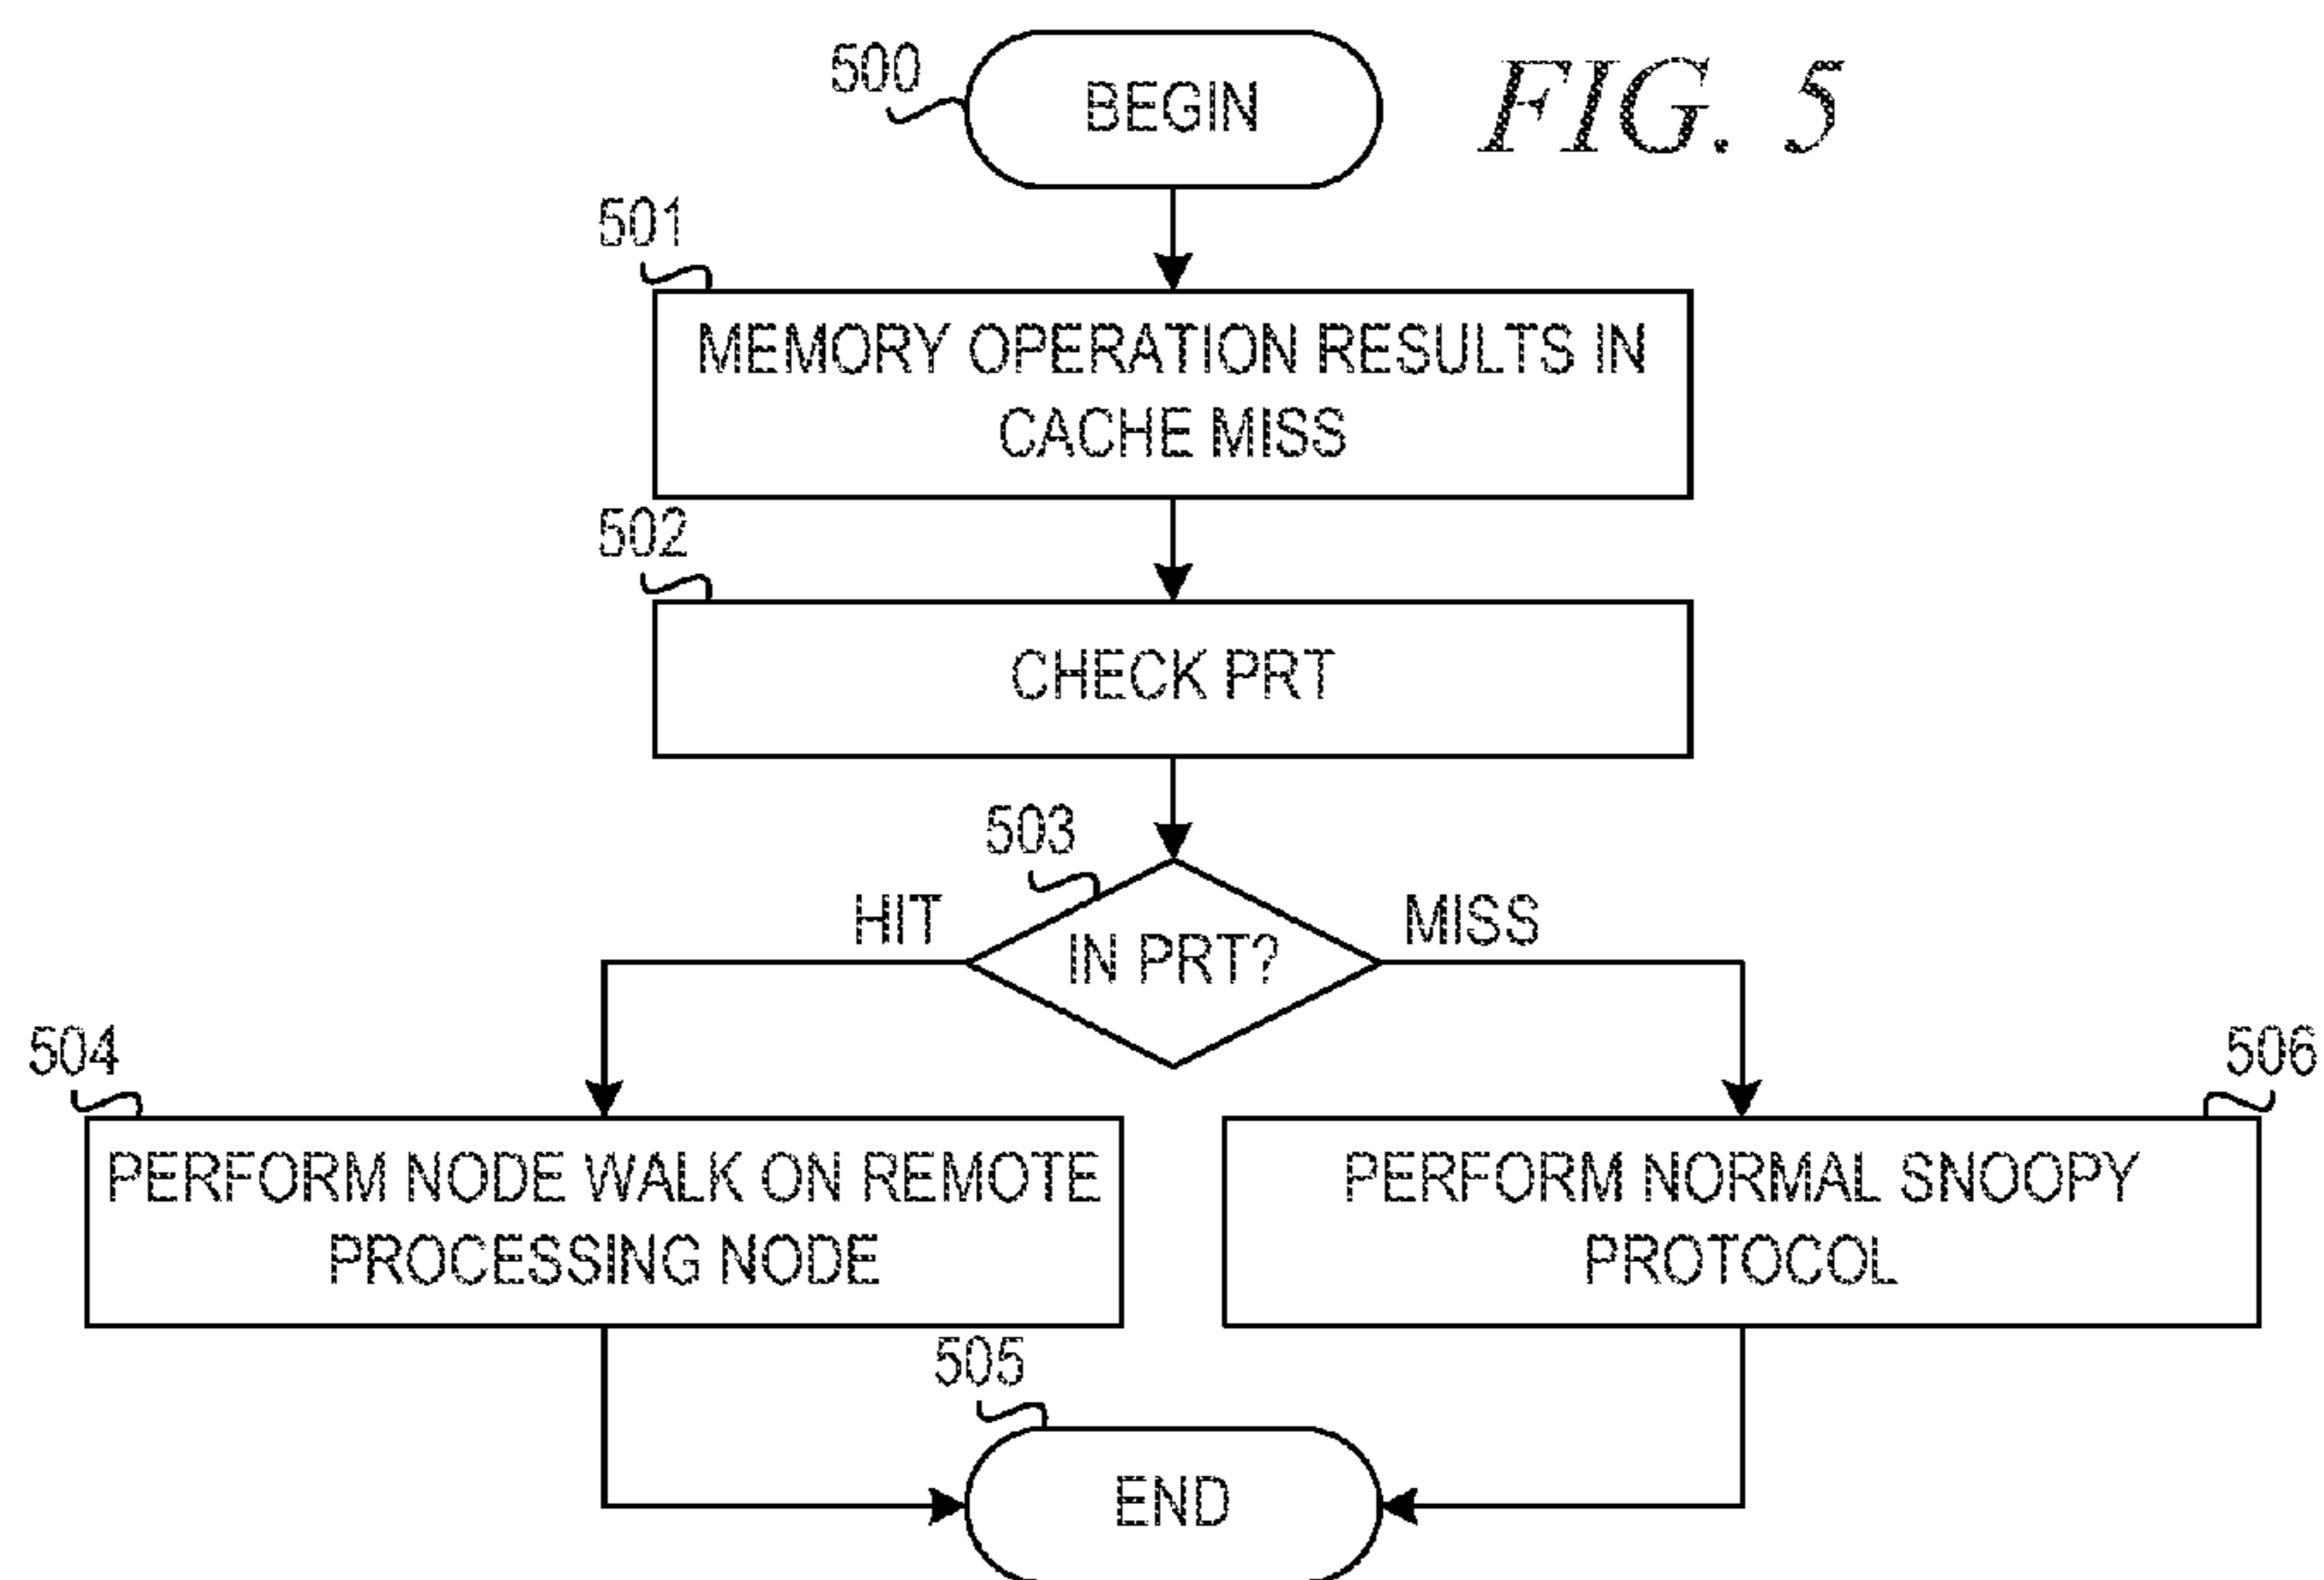 500
BEGIN
FIG. 5
501
MEMORY OPERATION RESULTS IN
CACHE MISS
502
CHECK PRT
503
HIT
IN PRT?
MISS
504
PERFORM NODE WALK ON REMOTE
PROCESSING NODE
506
PERFORM NORMAL SNOOPY
PROTOCOL
505
END